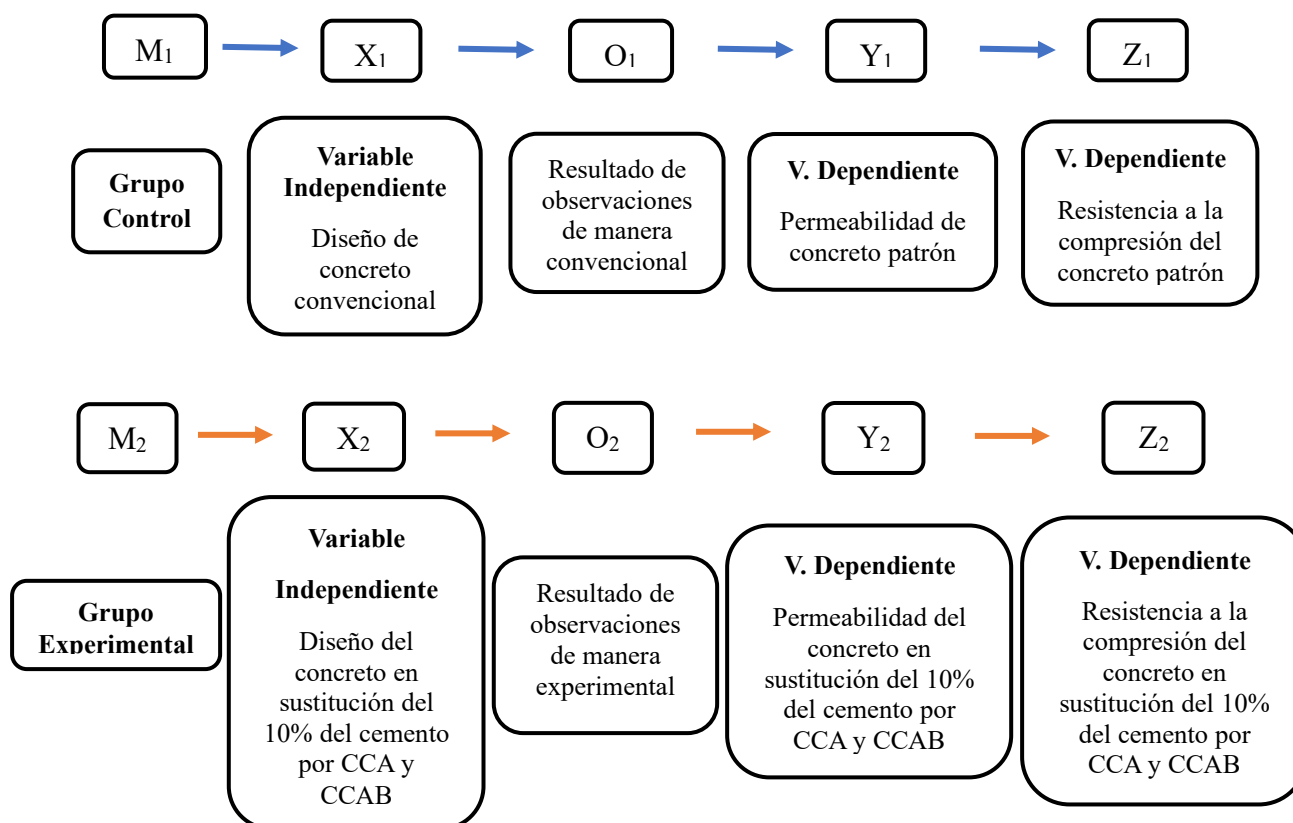 M₁
X₁
O₁
Y₁
Z₁
Grupo
Control
Variable
Independiente
Diseño de
concreto
convencional
Resultado de
observaciones
de manera
convencional
V. Dependiente
Permeabilidad de
concreto patrón
V. Dependiente
Resistencia a la
compresión del
concreto patrón
M₂
X₂
O₂
Y₂
Z₂
Grupo
Experimental
Variable
Independiente
Diseño del
concreto en
sustitución del
10% del cemento
por CCA y
CCAB
Resultado de
observaciones
de manera
experimental
V. Dependiente
Permeabilidad del
concreto en
sustitución del 10%
del cemento por
CCA y CCAB
V. Dependiente
Resistencia a la
compresión del
concreto en
sustitución del 10%
del cemento por
CCA y CCAB